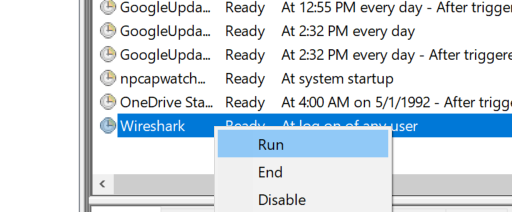 GoogleUpda... Ready At 12:55 PM every day - After trigger
GoogleUpda... Ready At 2:32 PM every day
GoogleUpda... Ready At 2:32 PM every day - After triggere
npcapwatch... Ready At system startup
OneDrive Sta... Ready At 4:00 AM on 5/1/1992 - After trigg
Wireshark Ready At log on of any user
Run
End
Disable